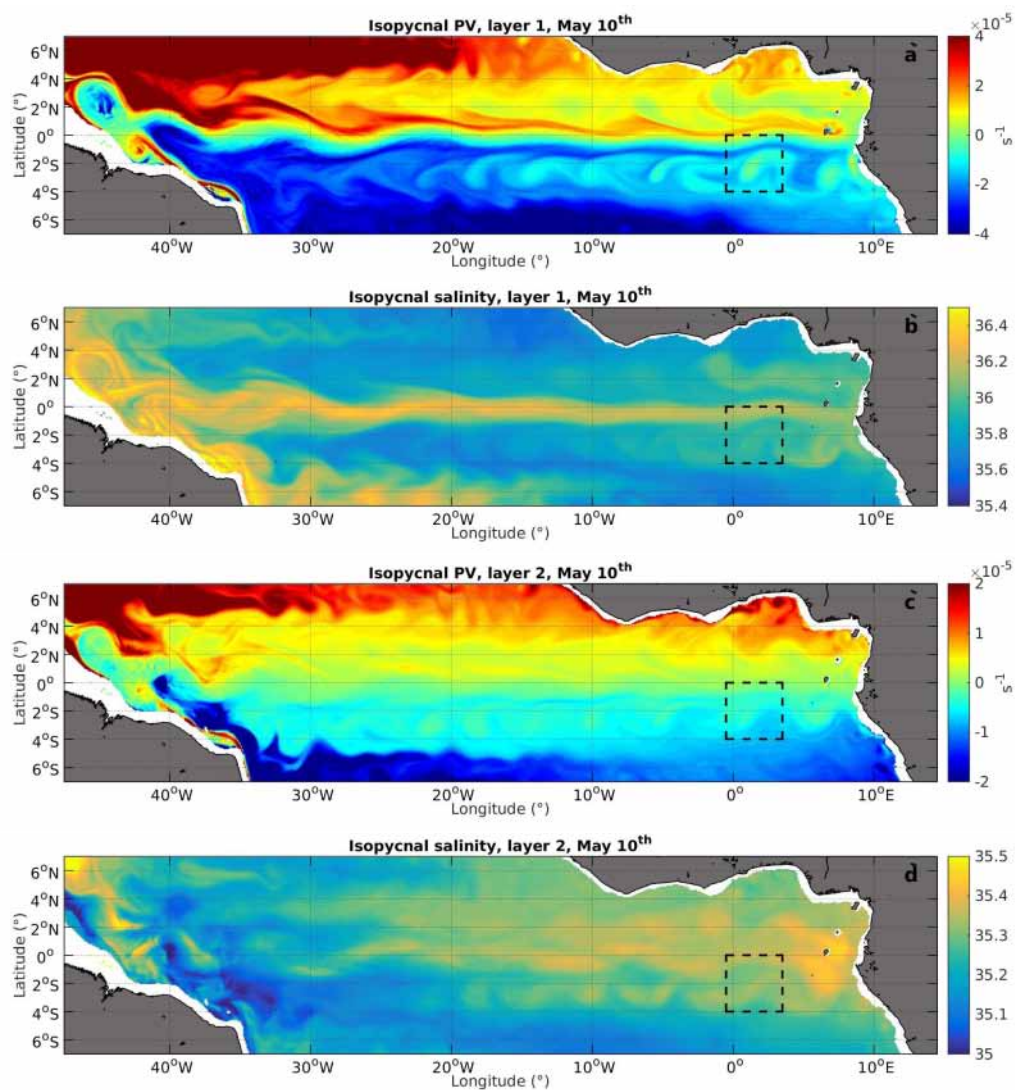 Isopycnal PV, layer 1, May 10th
×10-5
a
6°N
4°N
2°N
0°
2°S
4°S
6°S
Latitude (°)
40°W 30°W 20°W 10°W 0° 10°E
Longitude (°)
4
2
0
-2
-4
s-1
Isopycnal salinity, layer 1, May 10th
b
6°N
4°N
2°N
0°
2°S
4°S
6°S
Latitude (°)
40°W 30°W 20°W 10°W 0° 10°E
Longitude (°)
36.4
36.2
36
35.8
35.6
35.4
Isopycnal PV, layer 2, May 10th
×10-5
c
6°N
4°N
2°N
0°
2°S
4°S
6°S
Latitude (°)
40°W 30°W 20°W 10°W 0° 10°E
Longitude (°)
2
1
0
-1
-2
s-1
Isopycnal salinity, layer 2, May 10th
d
6°N
4°N
2°N
0°
2°S
4°S
6°S
Latitude (°)
40°W 30°W 20°W 10°W 0° 10°E
Longitude (°)
35.5
35.4
35.3
35.2
35.1
35